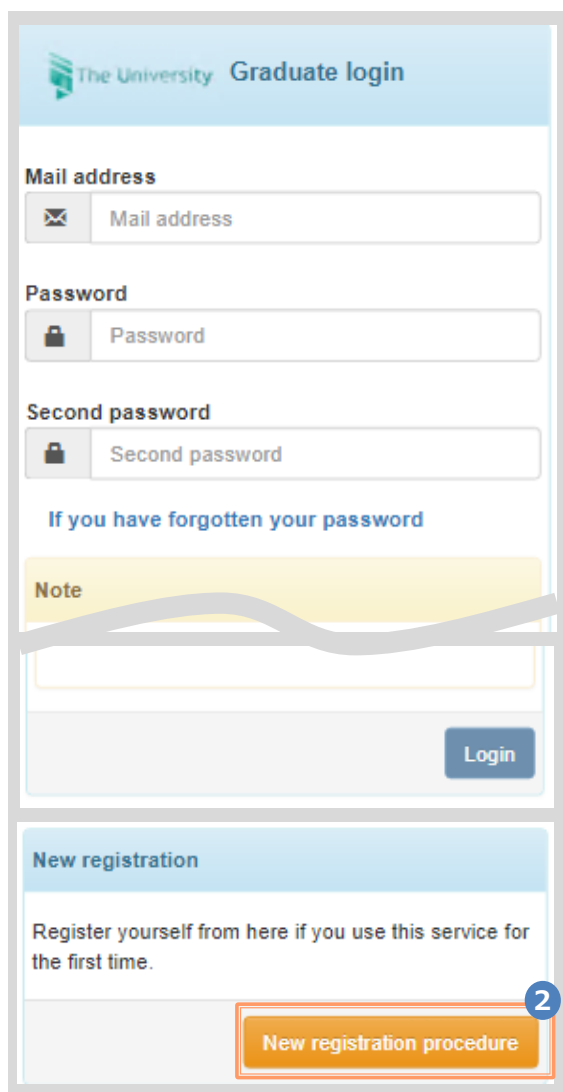 The University Graduate login
Mail address
Mail address
Password
Password
Second password
Second password
If you have forgotten your password
Note
Login
New registration
Register yourself from here if you use this service for
the first time.
2
New registration procedure